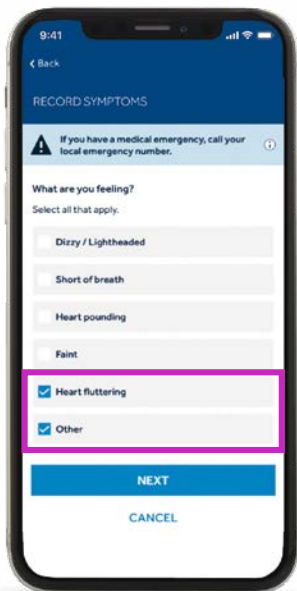 9:41
Back
RECORD SYMPTOMS
If you have a medical emergency, call your
local emergency number.
What are you feeling?
Select all that apply.
Dizzy / Lightheaded
Short of breath
Heart pounding
Faint
Heart fluttering
Other
NEXT
CANCEL